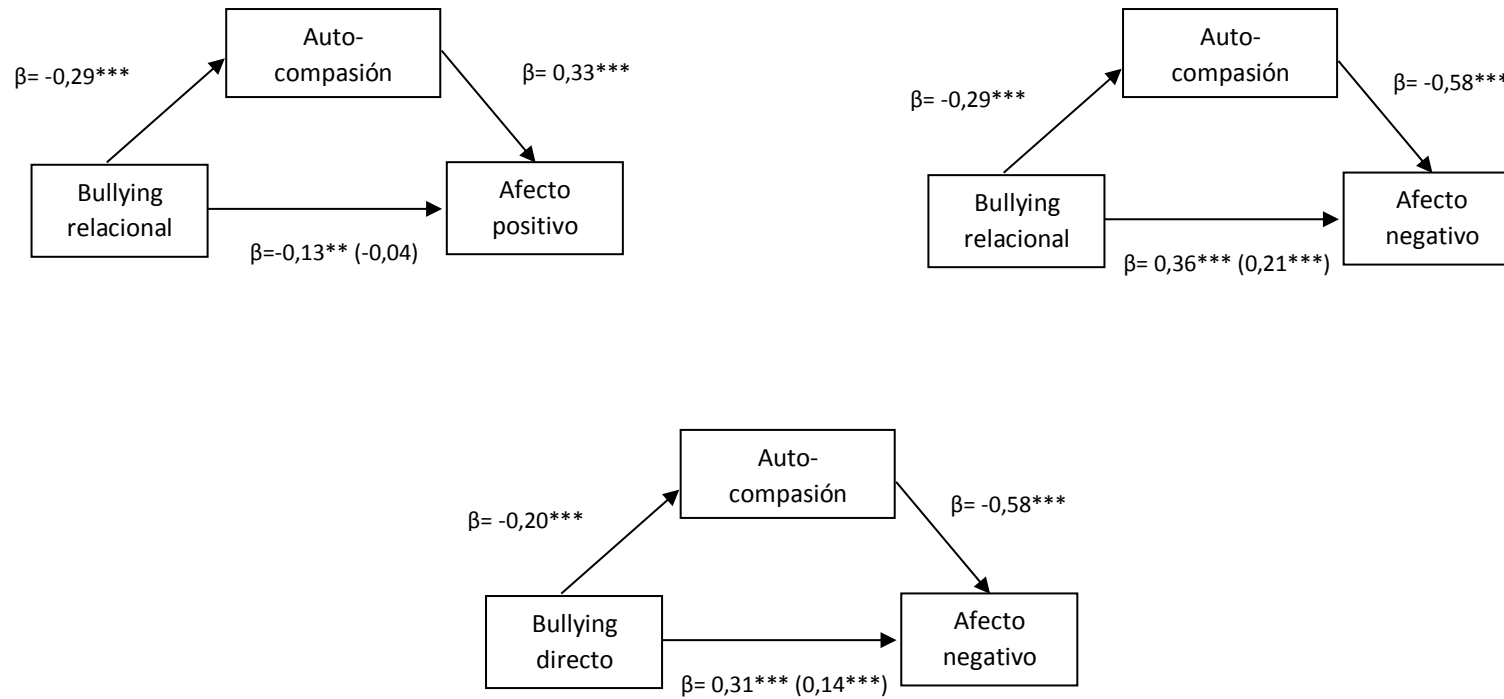 Auto-
compasión
β= -0,29***
β= 0,33***
Bullying
relacional
Afecto
positivo
β=-0,13** (-0,04)
Auto-
compasión
β= -0,29***
β= -0,58***
Bullying
relacional
Afecto
negativo
β= 0,36*** (0,21***)
Auto-
compasión
β= -0,20***
β= -0,58***
Bullying
directo
Afecto
negativo
β= 0,31*** (0,14***)